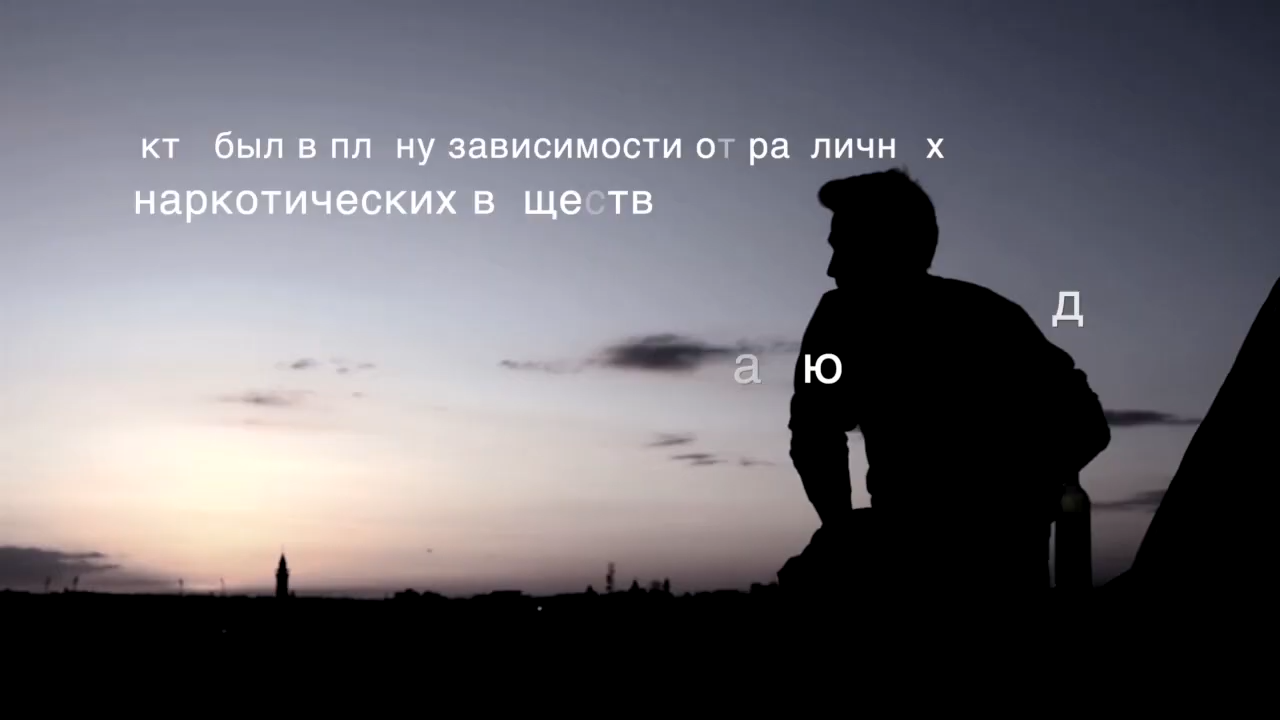 кт был в пл ну зависимости от ра личн х
наркотических в ществ
д
а ю